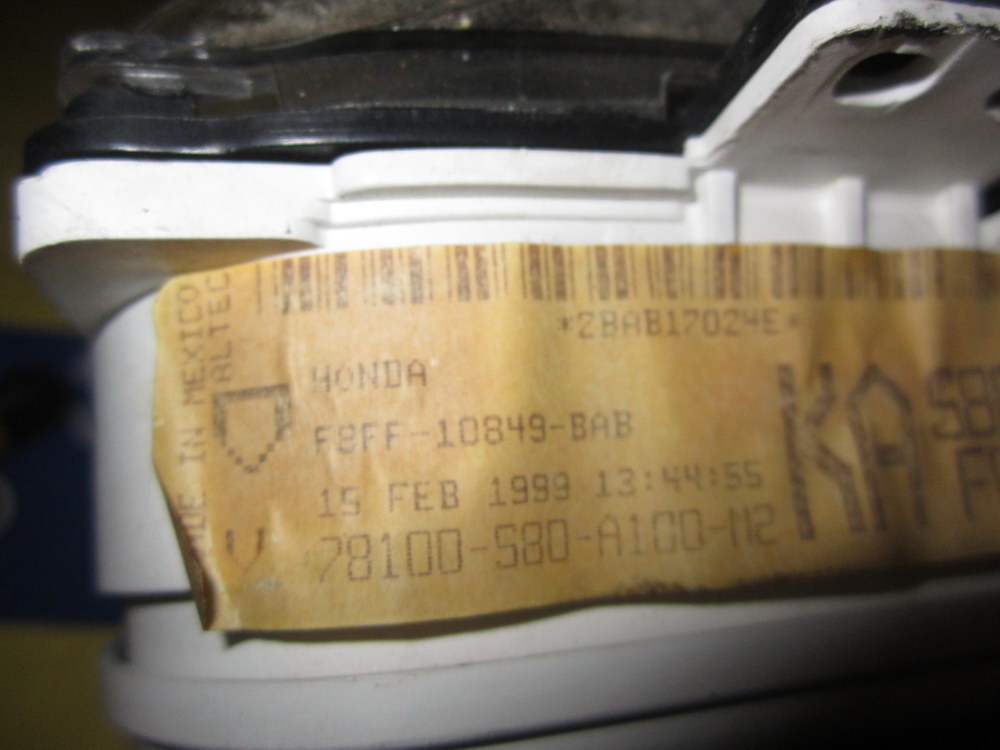 *2BAB17024E*
MADE IN MEXICO
ALTEC
HONDA
F8FF-10849-BAB
15 FEB 1999 13:44:55
78100-S80-A100-M2
KA